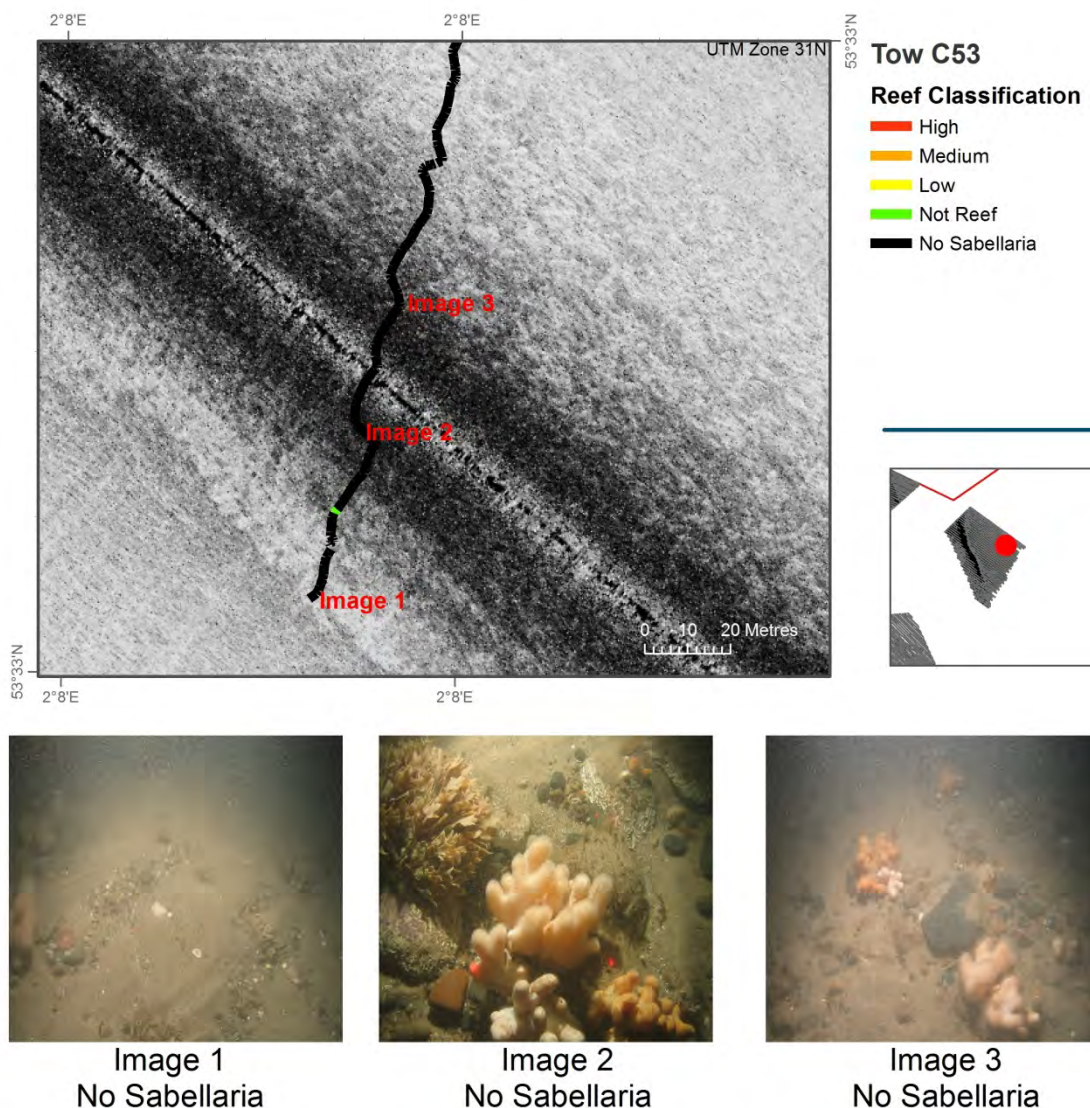 2°8'E 2°8'E
53°33'N
UTM Zone 31N
Tow C53
Reef Classification
High
Medium
Low
Not Reef
No Sabellaria
Image 3
Image 2
Image 1
0 10 20 Metres
53°33'N
2°8'E 2°8'E
Image 1
No Sabellaria
Image 2
No Sabellaria
Image 3
No Sabellaria